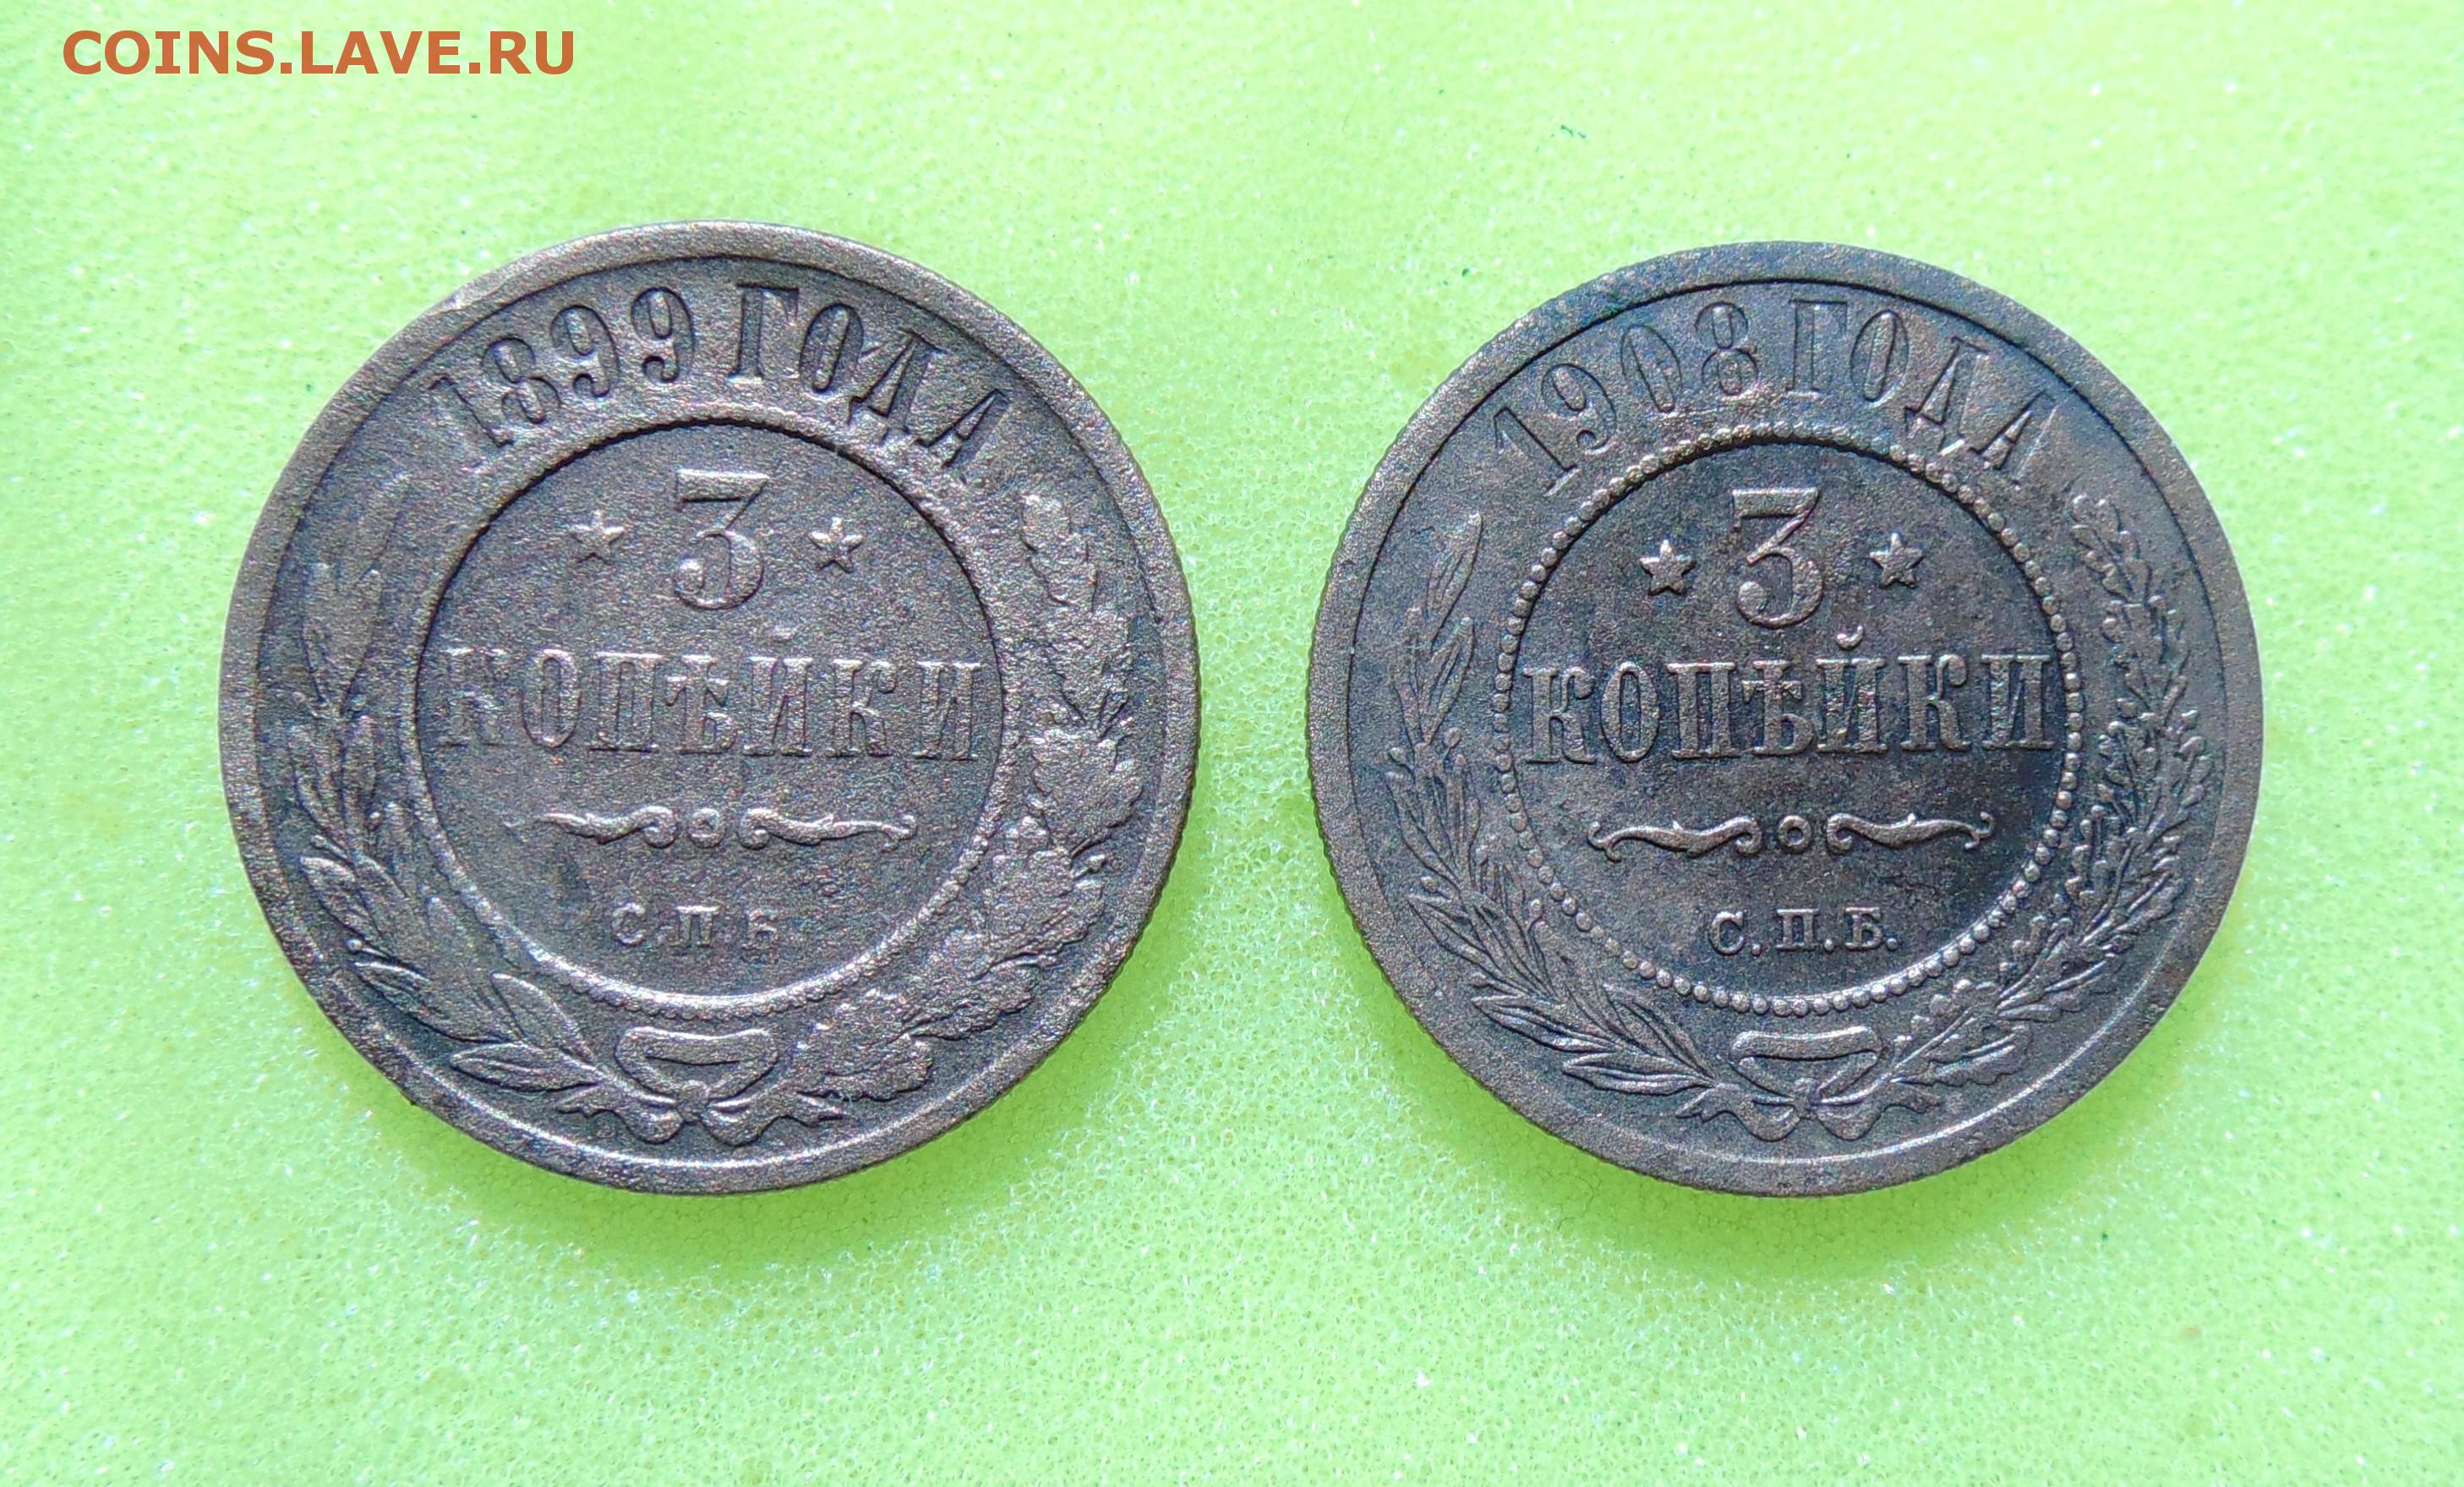 COINS.LAVE.RU
1899 ГОДА
3
КОПѢЙКИ
С.П.Б.
1908 ГОДА
3
КОПѢЙКИ
С.П.Б.